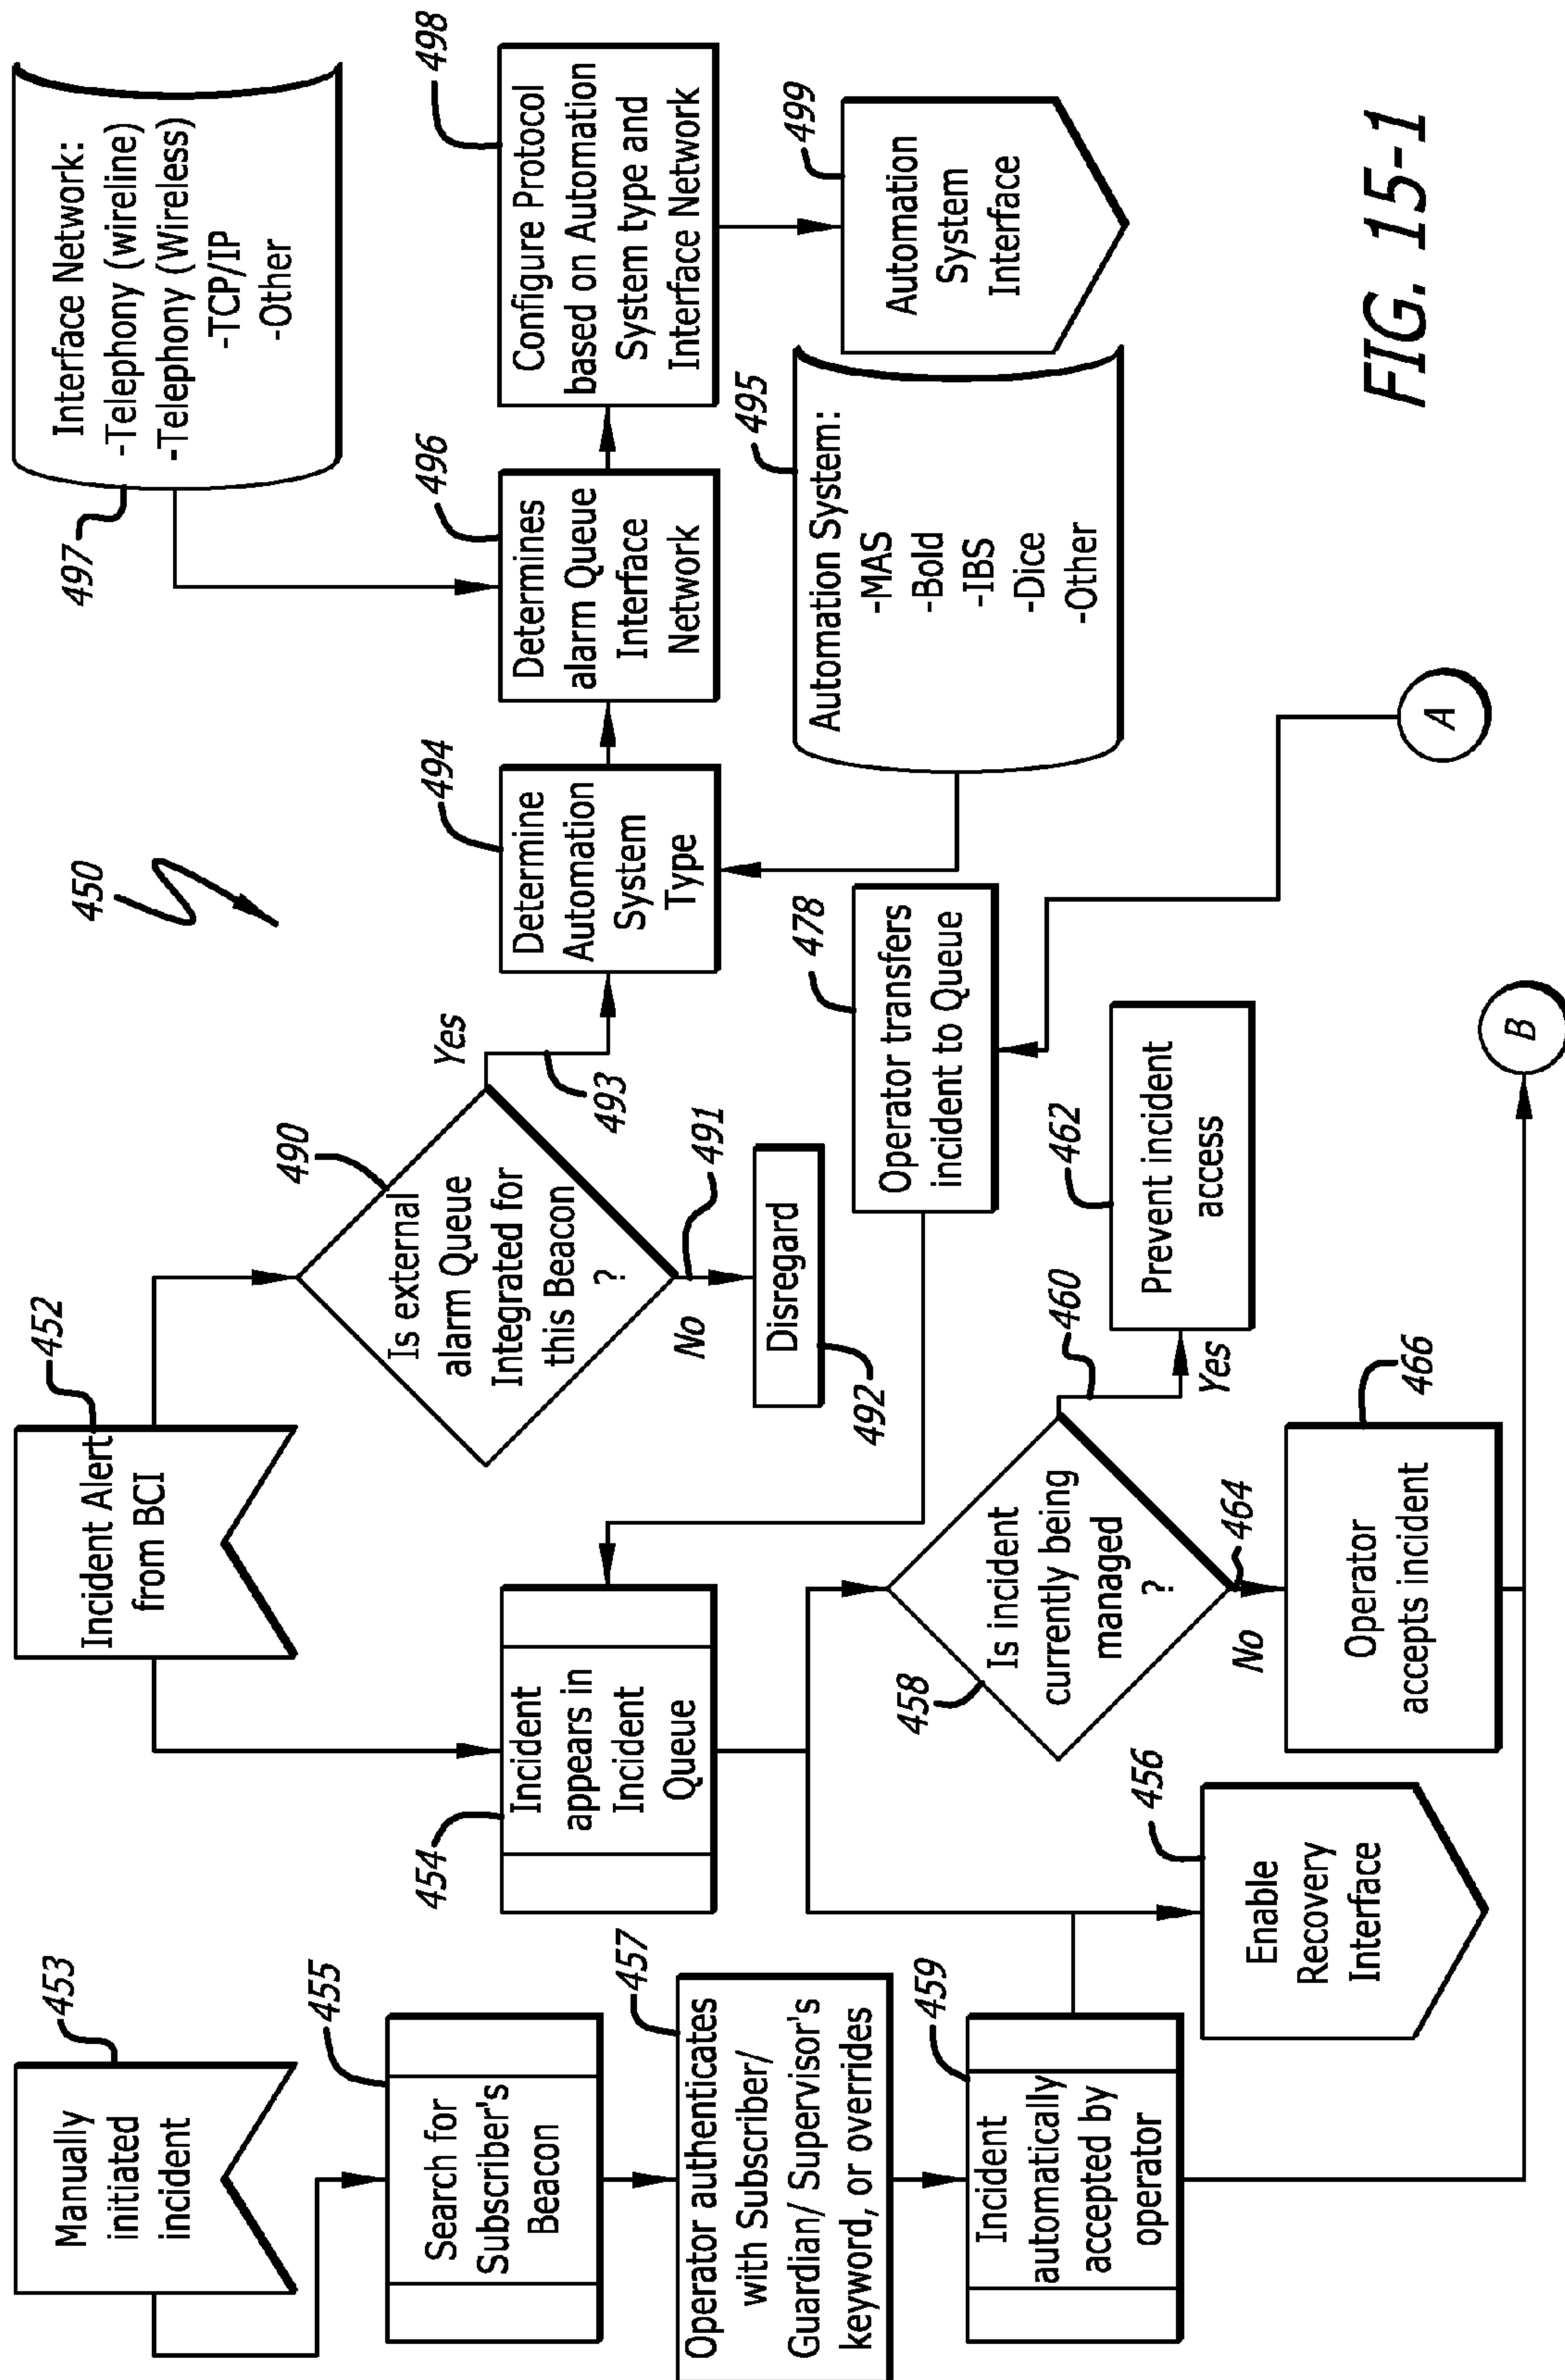 450
453
Manually
initiated
incident
455
Search for
Subscriber's
Beacon
457
Operator authenticates
with Subscriber/
Guardian/ Supervisor's
keyword, or overrides
459
Incident
automatically
accepted by
operator
452
Incident Alert
from BCI
454
Incident
appears in
Incident
Queue
456
Enable
Recovery
Interface
458
Is incident
currently being
managed
?
460
Yes
462
Prevent incident
access
464
No
466
Operator
accepts incident
478
Operator transfers
incident to Queue
490
Is external
alarm Queue
Integrated for
this Beacon
?
No
491
492
Disregard
Yes
493
494
Determine
Automation
System
Type
495
Automation System:
-MAS
-Bold
-IBS
-Dice
-Other
496
Determines
alarm Queue
Interface
Network
497
Interface Network:
-Telephony (wireline)
-Telephony (Wireless)
-TCP/IP
-Other
498
Configure Protocol
based on Automation
System type and
Interface Network
499
Automation
System
Interface
A
B
FIG. 15-1